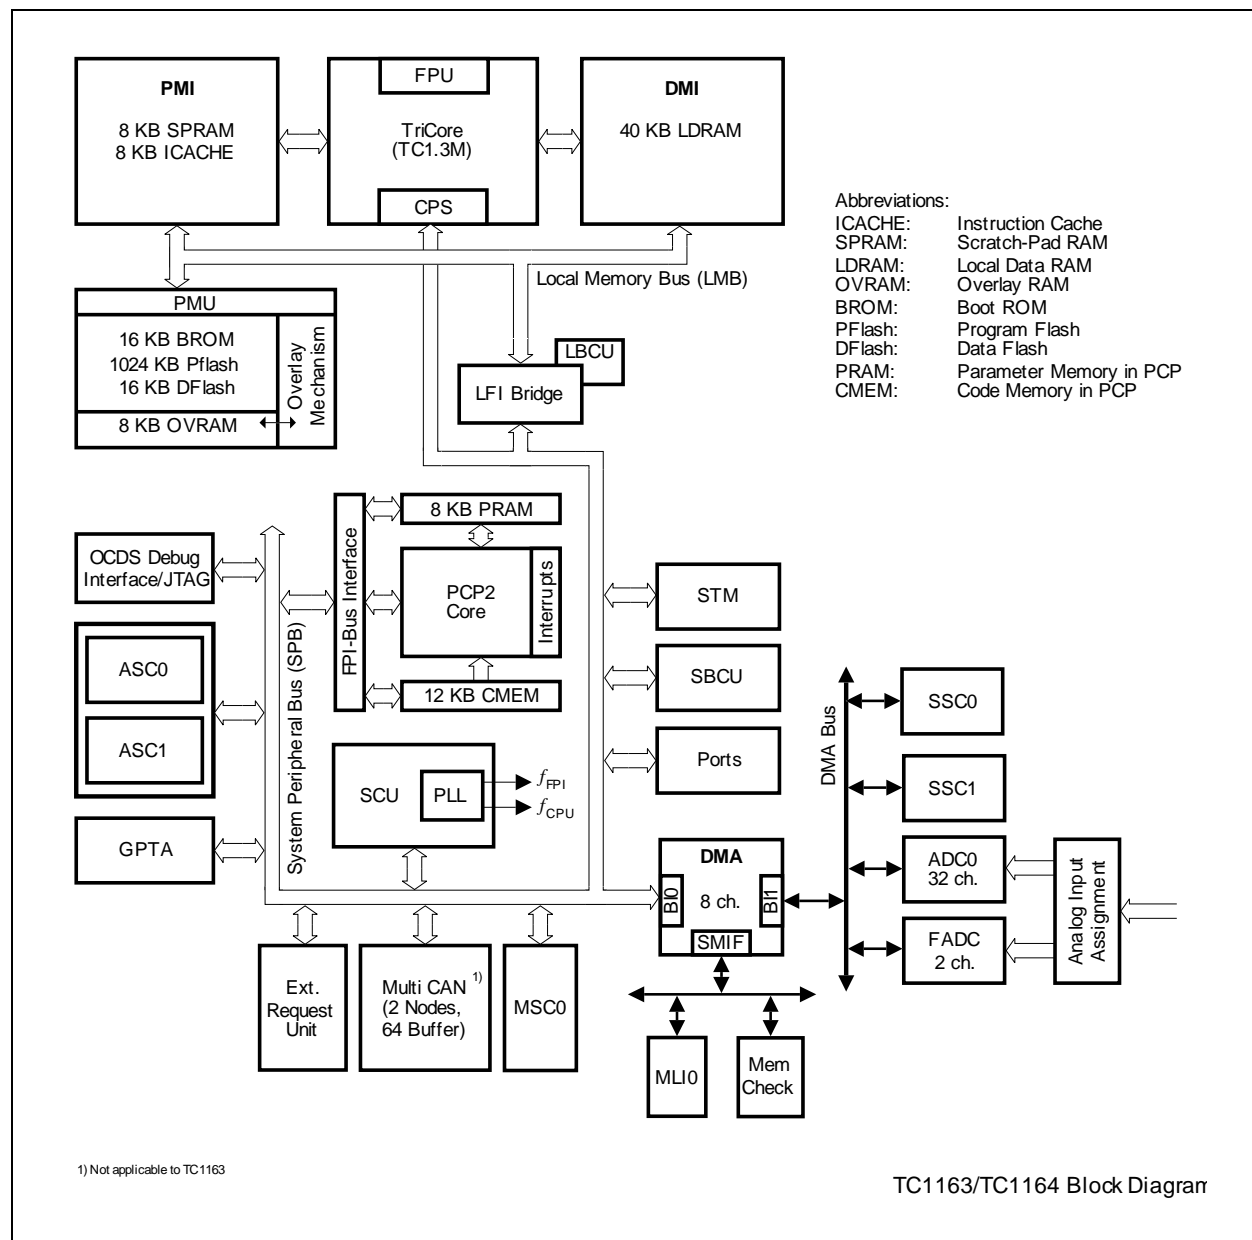 FPU
PMI
8 KB SPRAM
8 KB ICACHE
TriCore
(TC1.3M)
CPS
DMI
40 KB LDRAM
Abbreviations:
ICACHE: Instruction Cache
SPRAM: Scratch-Pad RAM
LDRAM: Local Data RAM
OVRAM: Overlay RAM
BROM: Boot ROM
PFlash: Program Flash
DFlash: Data Flash
PRAM: Parameter Memory in PCP
CMEM: Code Memory in PCP
Local Memory Bus (LMB)
PMU
16 KB BROM
1024 KB Pflash
16 KB DFlash
8 KB OVRAM
Overlay
Mechanism
LBCU
LFI Bridge
OCDS Debug
Interface/JTAG
ASC0
ASC1
GPTA
System Peripheral Bus (SPB)
FPI-Bus Interface
8 KB PRAM
PCP2
Core
Interrupts
12 KB CMEM
SCU
PLL
fFPI
fCPU
STM
SBCU
Ports
DMA
BI0
8 ch.
BI1
SMIF
DMA Bus
SSC0
SSC1
ADC0
32 ch.
FADC
2 ch.
Analog Input
Assignment
Ext.
Request
Unit
Multi CAN 1)
(2 Nodes,
64 Buffer)
MSC0
MLI0
Mem
Check
1) Not applicable to TC1163
TC1163/TC1164 Block Diagram